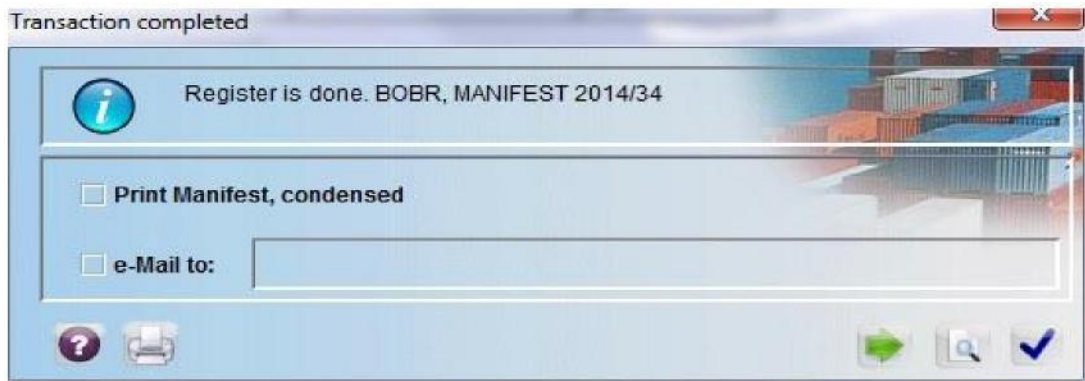 Transaction completed
Register is done. BOBR, MANIFEST 2014/34
Print Manifest, condensed
e-Mail to: